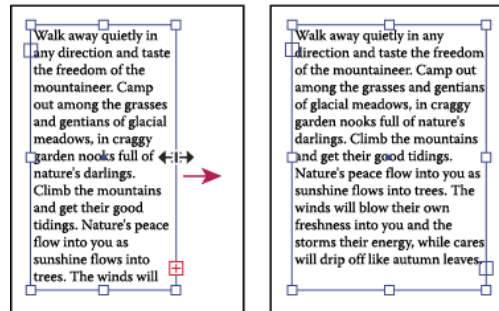 Walk away quietly in
any direction and taste
the freedom of the
mountaineer. Camp
out among the grasses
and gentians of glacial
meadows, in craggy
garden nooks full of
nature's darlings.
Climb the mountains
and get their good
tidings. Nature's peace
flow into you as
sunshine flows into
trees. The winds will
Walk away quietly in any
direction and taste the freedom
of the mountaineer. Camp out
among the grasses and gentians
of glacial meadows, in craggy
garden nooks full of nature's
darlings. Climb the mountains
and get their good tidings.
Nature's peace flow into you as
sunshine flows into trees. The
winds will blow their own
freshness into you and the
storms their energy, while cares
will drip off like autumn leaves.